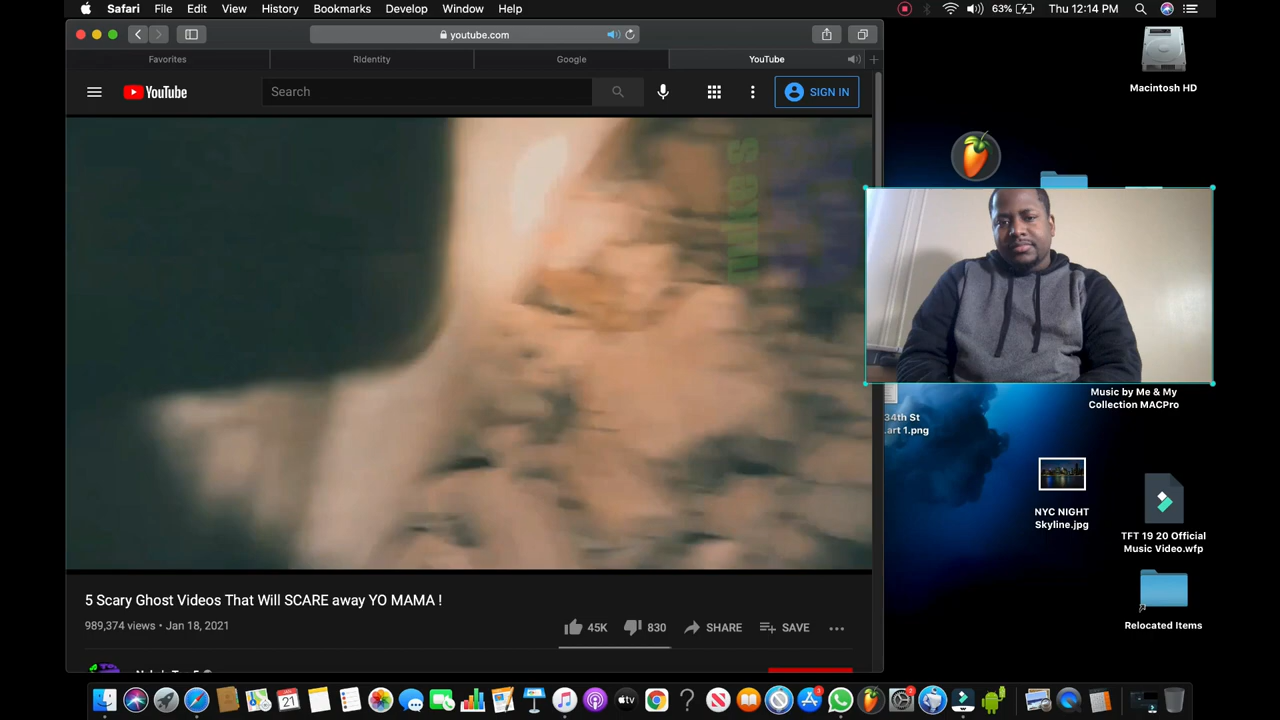 Safari File Edit View History Bookmarks Develop Window Help 63% Thu 12:14 PM
youtube.com
Favorites RIdentity Google YouTube
YouTube Search SIGN IN
Macintosh HD
Music by Me & My
Collection MACPro
34th St
.art 1.png
NYC NIGHT
Skyline.jpg
TFT 19 20 Official
Music Video.wfp
Relocated Items
5 Scary Ghost Videos That Will SCARE away YO MAMA !
989,374 views • Jan 18, 2021
45K 830 SHARE SAVE
21